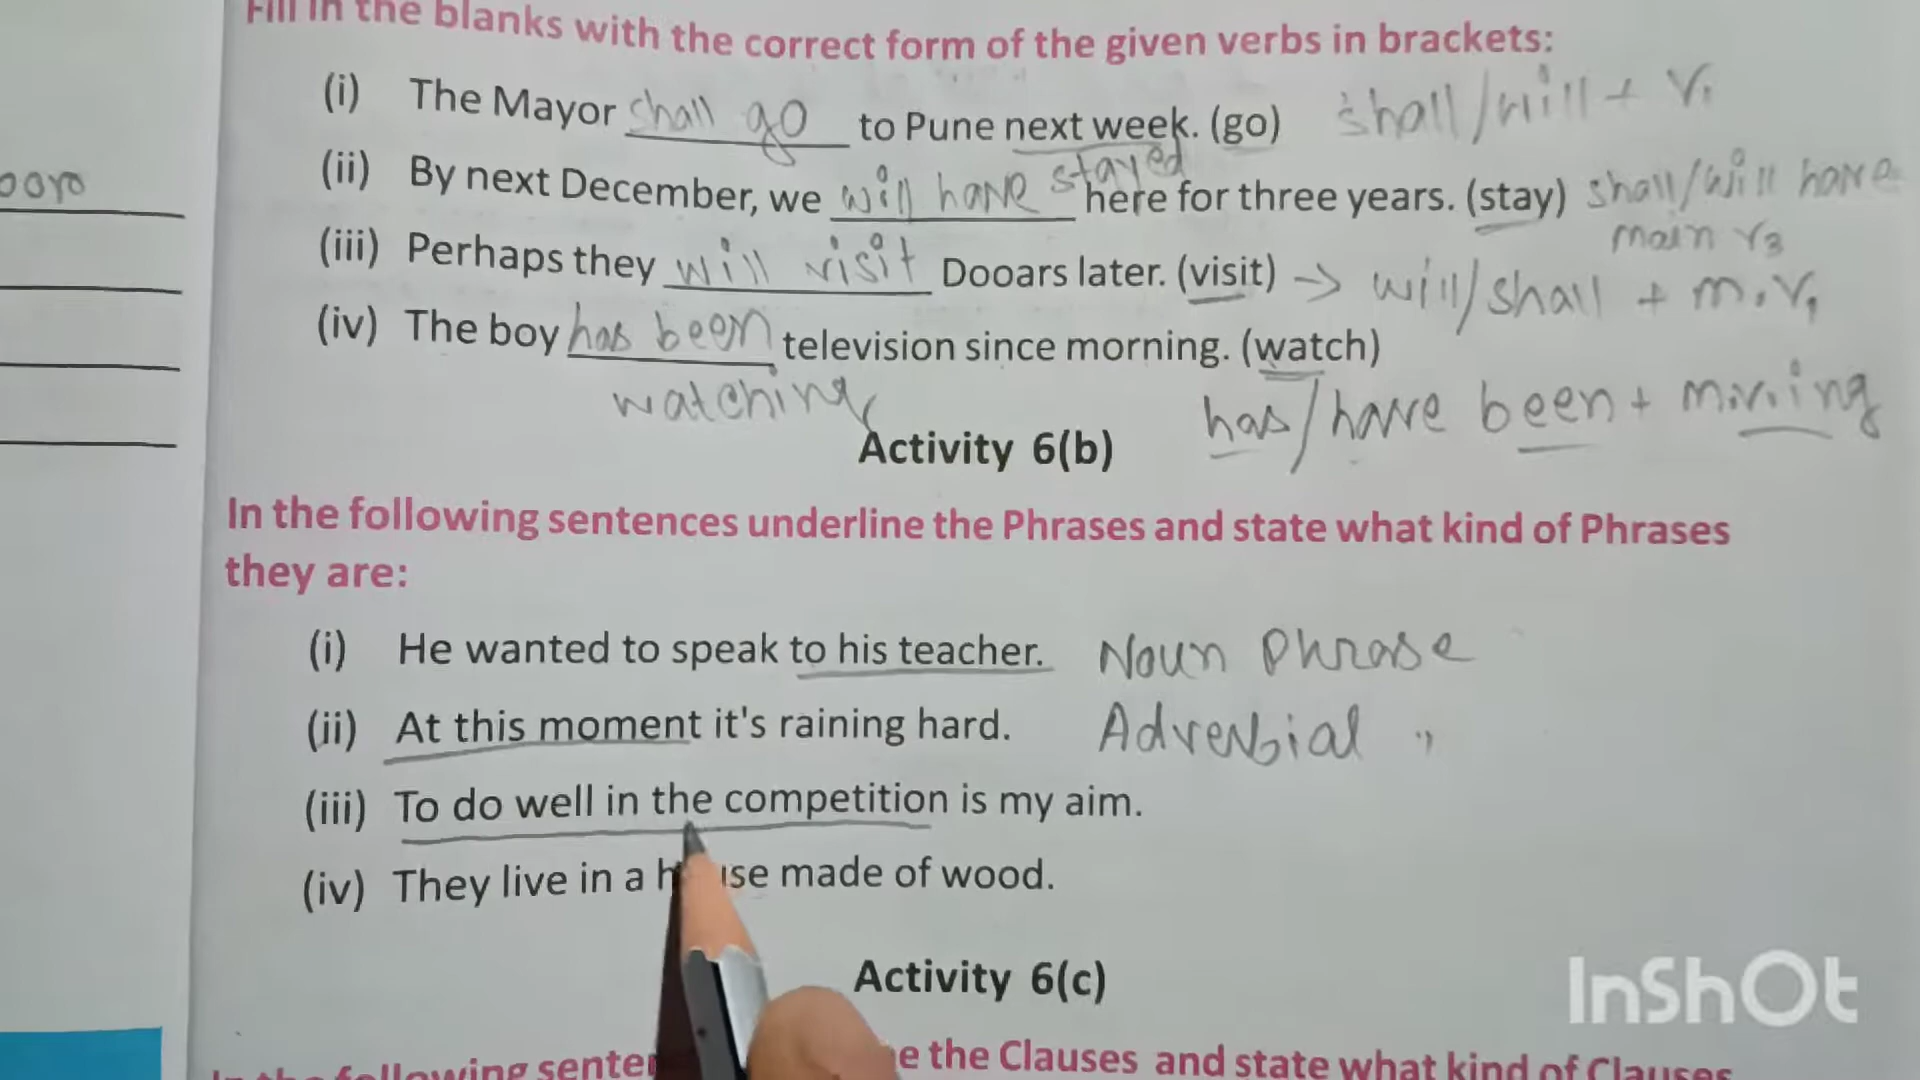 Fill in the blanks with the correct form of the given verbs in brackets:
(i) The Mayor shall go to Pune next week. (go) shall/will + V1
(ii) By next December, we will have stayed here for three years. (stay) shall/will have
main v3
(iii) Perhaps they will visit Dooars later. (visit) → will/shall + m.v1
(iv) The boy has been television since morning. (watch)
watching has/have been + m.v.ing
Activity 6(b)
In the following sentences underline the Phrases and state what kind of Phrases
they are:
(i) He wanted to speak to his teacher. Noun Phrase
(ii) At this moment it's raining hard. Adverbial "
(iii) To do well in the competition is my aim.
(iv) They live in a made of wood.
Activity 6(c)
In the following the Clauses and state what kind of Clauses
InShOt